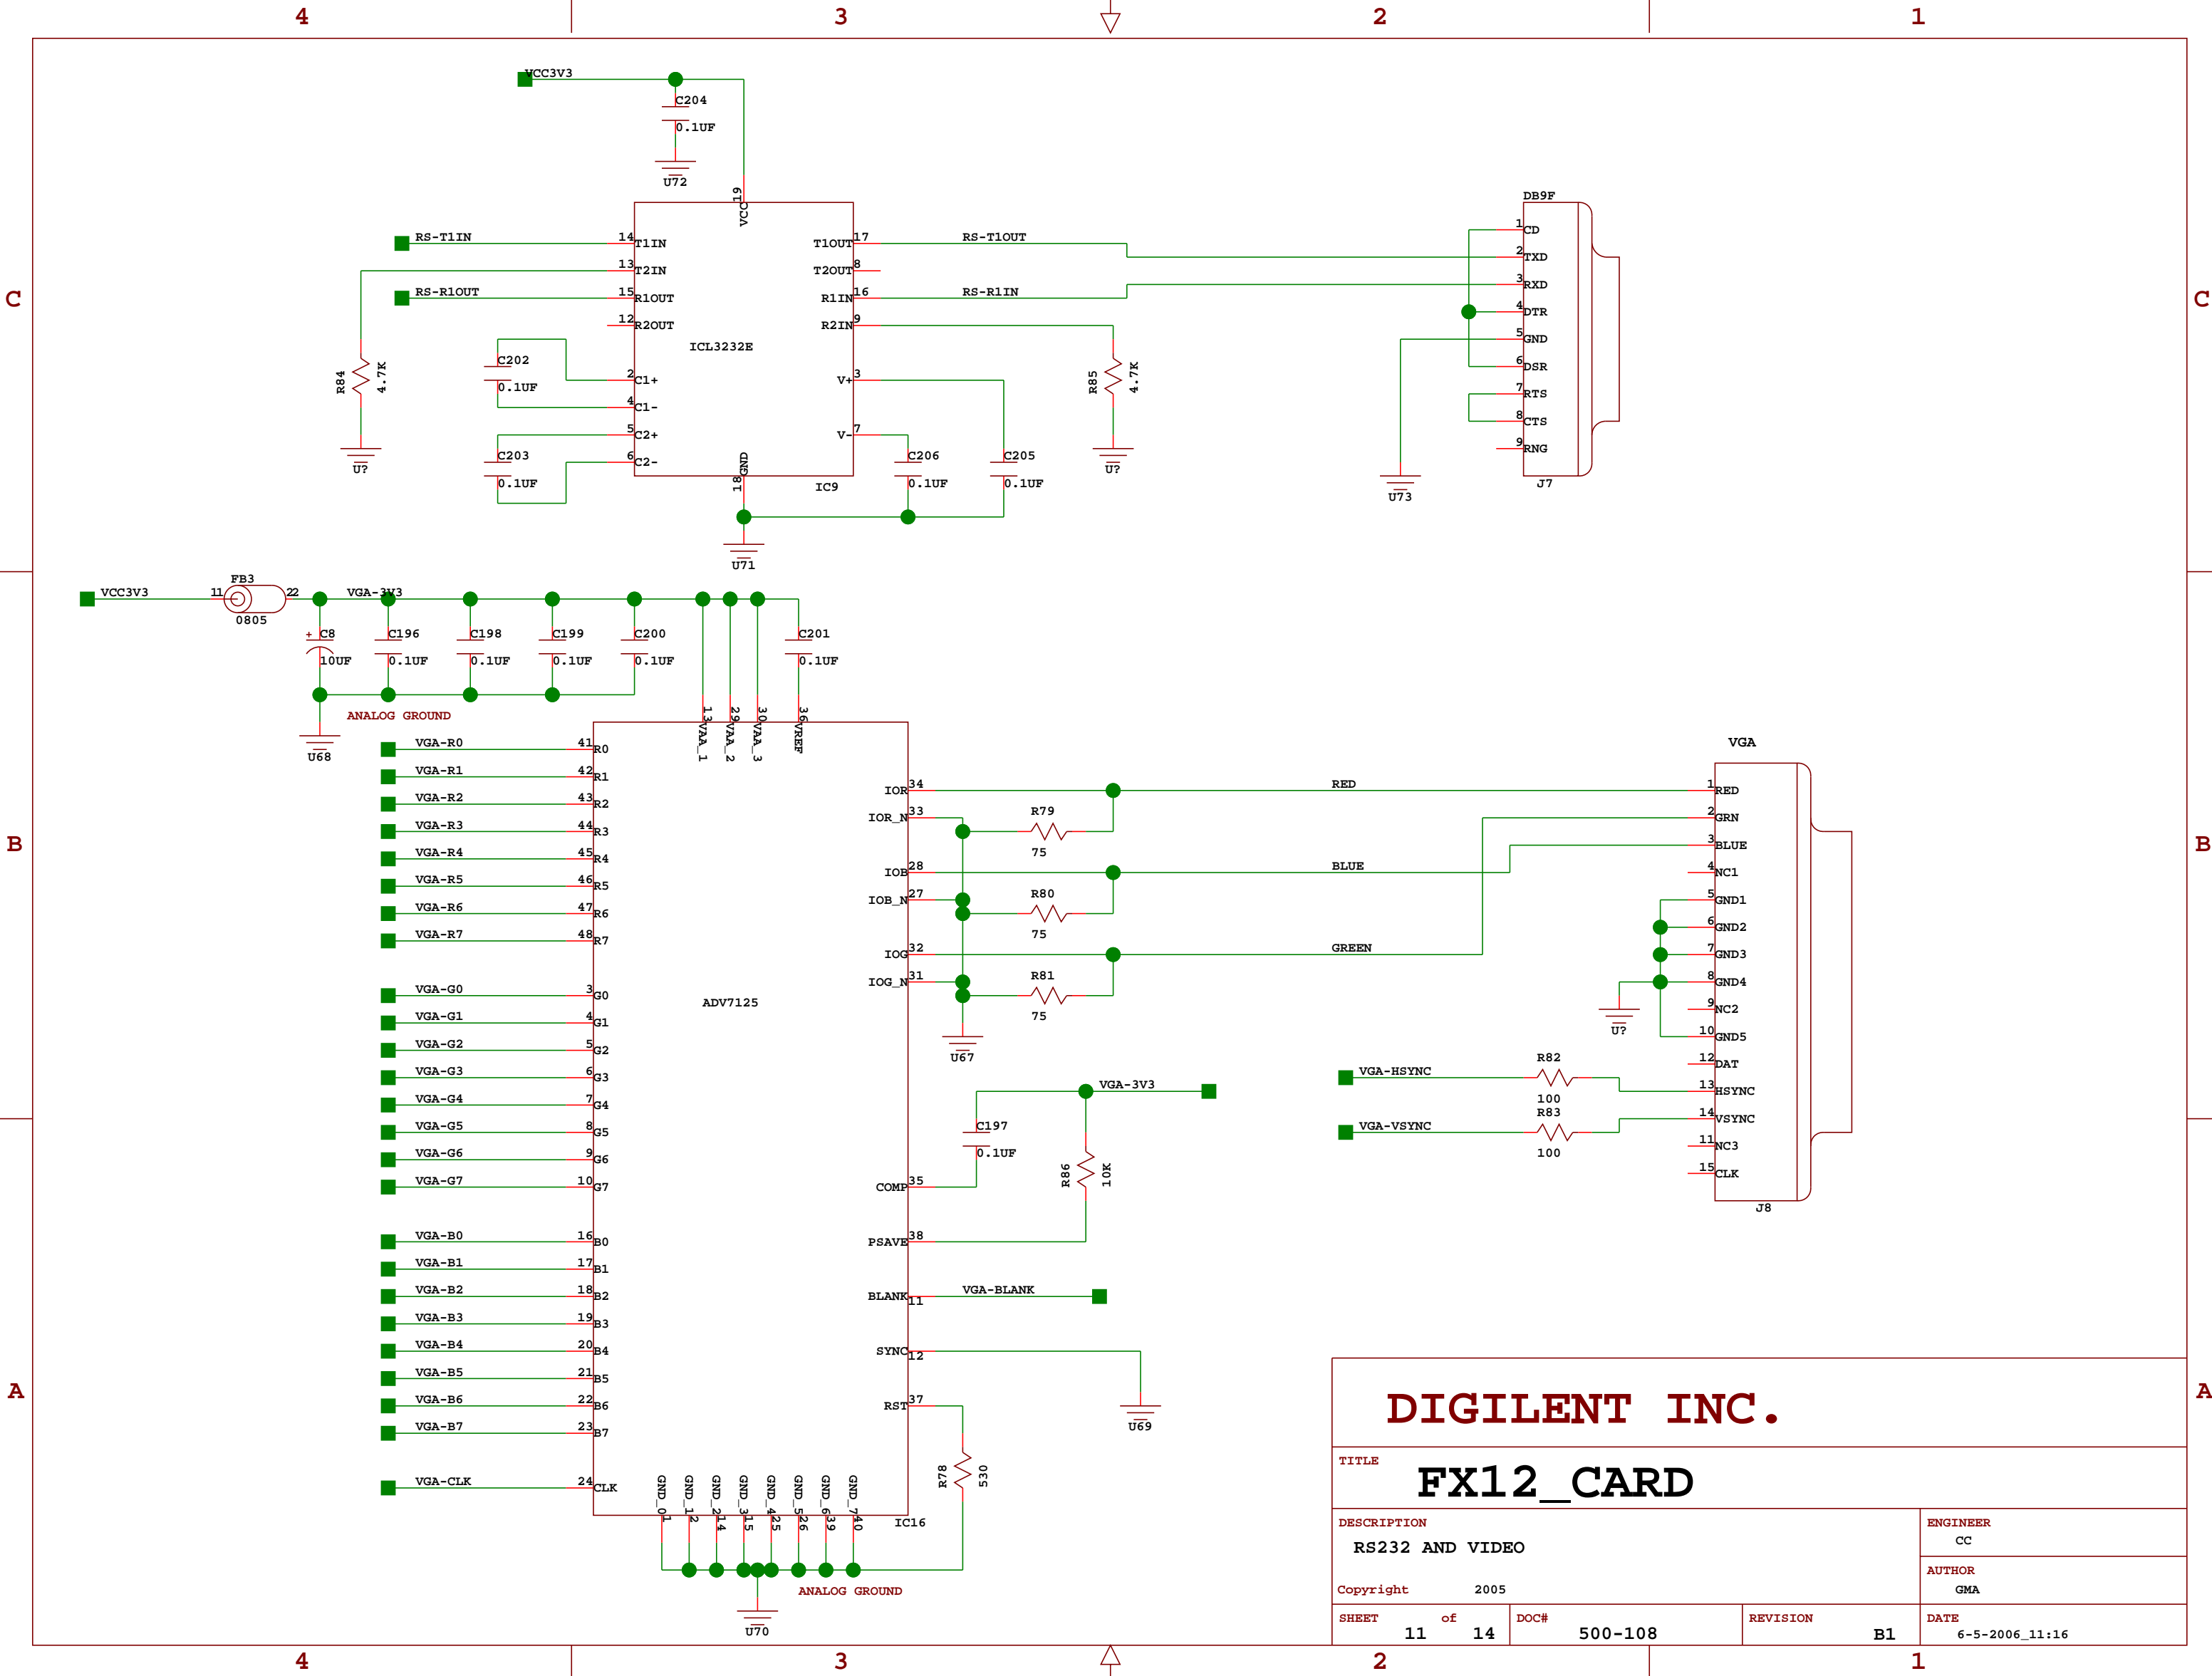 4 3 2 1
VCC3V3
C204
0.1UF
U72
19
VCC
RS-T1IN
14 T1IN
13 T2IN
RS-R1OUT
15 R1OUT
12 R2OUT
ICL3232E
T1OUT 17
RS-T1OUT
T2OUT 8
R1IN 16
RS-R1IN
R2IN 9
R84
4.7K
U?
C202
0.1UF
2 C1+
4 C1-
5 C2+
6 C2-
C203
0.1UF
V+ 3
V- 7
GND
18
IC9
C206
0.1UF
C205
0.1UF
U71
R85
4.7K
U?
DB9F
1 CD
2 TXD
3 RXD
4 DTR
5 GND
6 DSR
7 RTS
8 CTS
9 RNG
J7
U73
C
C
VCC3V3
11
FB3
22
0805
VGA-3V3
+ C8
10UF
C196
0.1UF
C198
0.1UF
C199
0.1UF
C200
0.1UF
C201
0.1UF
ANALOG GROUND
U68
13 VAA_1
29 VAA_2
30 VAA_3
36 VREF
VGA-R0 41 R0
VGA-R1 42 R1
VGA-R2 43 R2
VGA-R3 44 R3
VGA-R4 45 R4
VGA-R5 46 R5
VGA-R6 47 R6
VGA-R7 48 R7
VGA-G0 3 G0
VGA-G1 4 G1
VGA-G2 5 G2
VGA-G3 6 G3
VGA-G4 7 G4
VGA-G5 8 G5
VGA-G6 9 G6
VGA-G7 10 G7
VGA-B0 16 B0
VGA-B1 17 B1
VGA-B2 18 B2
VGA-B3 19 B3
VGA-B4 20 B4
VGA-B5 21 B5
VGA-B6 22 B6
VGA-B7 23 B7
VGA-CLK 24 CLK
ADV7125
IOR 34
RED
IOR_N 33
R79
75
IOB 28
BLUE
IOB_N 27
R80
75
IOG 32
GREEN
IOG_N 31
R81
75
U67
VGA-3V3
C197
0.1UF
R86
10K
COMP 35
PSAVE 38
BLANK 11
VGA-BLANK
SYNC 12
U69
RST 37
R78
530
GND_0 1
GND_1 2
GND_2 14
GND_3 15
GND_4 25
GND_5 26
GND_6 39
GND_7 40
IC16
ANALOG GROUND
U70
VGA
1 RED
2 GRN
3 BLUE
4 NC1
5 GND1
6 GND2
7 GND3
8 GND4
9 NC2
10 GND5
12 DAT
13 HSYNC
14 VSYNC
11 NC3
15 CLK
J8
U?
VGA-HSYNC
R82
100
VGA-VSYNC
R83
100
B
B
A
A
DIGILENT INC.
TITLE
FX12_CARD
DESCRIPTION
RS232 AND VIDEO
Copyright 2005
ENGINEER
CC
AUTHOR
GMA
SHEET 11 of 14
DOC# 500-108
REVISION B1
DATE
6-5-2006_11:16
4 3 2 1